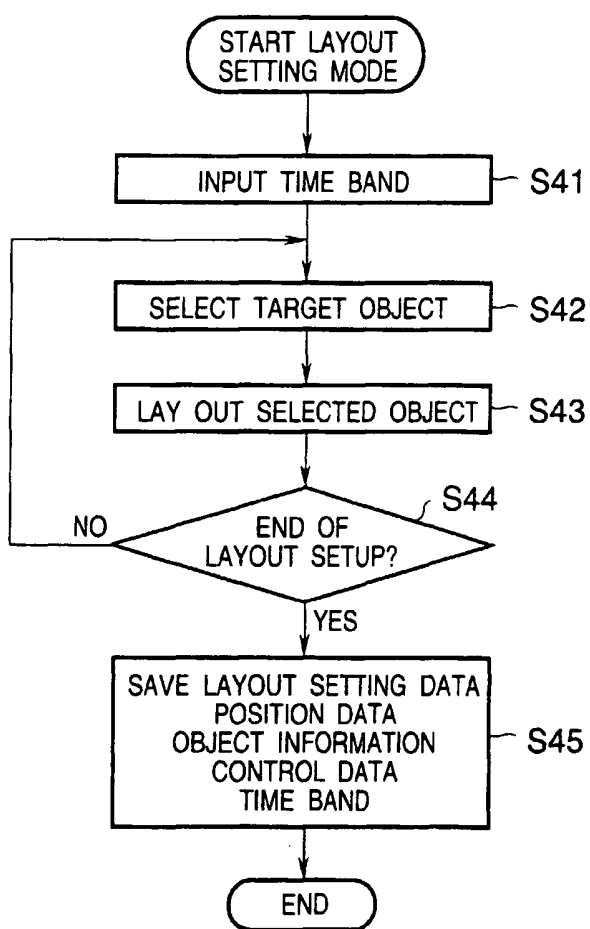 START LAYOUT
SETTING MODE
INPUT TIME BAND
S41
SELECT TARGET OBJECT
S42
LAY OUT SELECTED OBJECT
S43
S44
NO
END OF
LAYOUT SETUP?
YES
SAVE LAYOUT SETTING DATA
POSITION DATA
OBJECT INFORMATION
CONTROL DATA
TIME BAND
S45
END